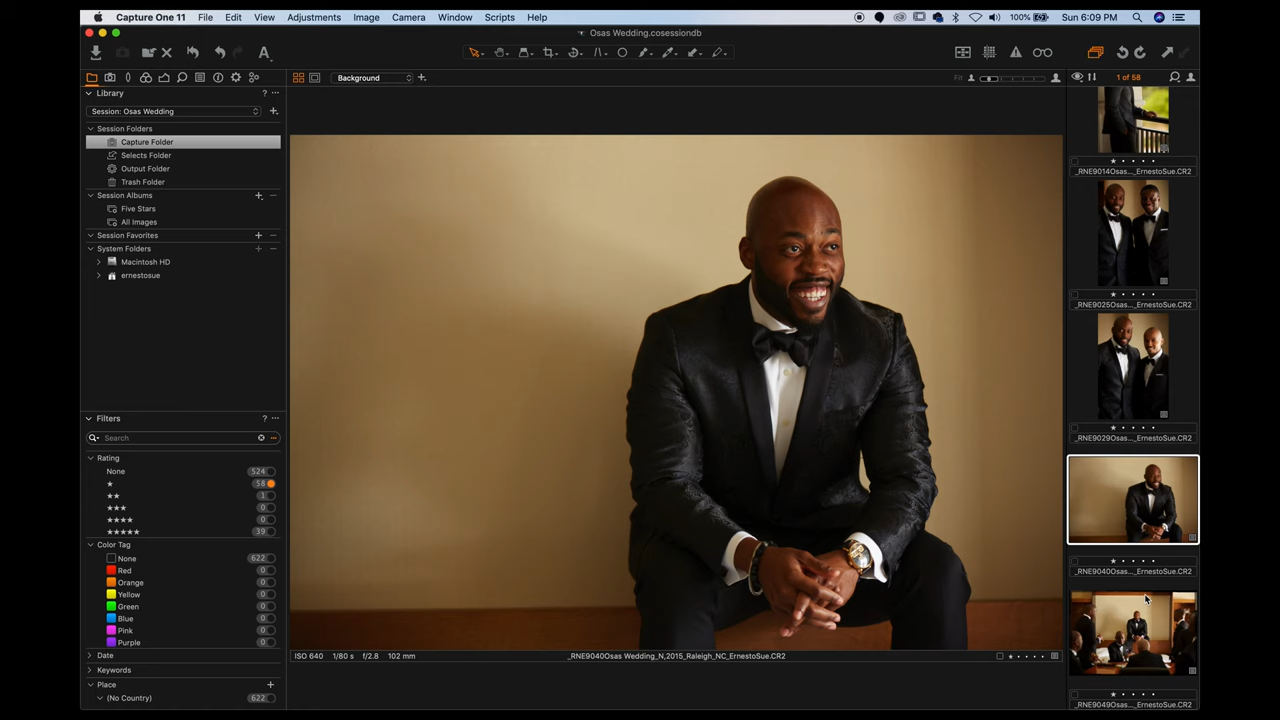 Capture One 11 File Edit View Adjustments Image Camera Window Scripts Help 100% Sun 6:09 PM
Osas Wedding.cosessiondb
Background Fit 1 of 58
Library ?
Session: Osas Wedding
Session Folders
Capture Folder
Selects Folder
Output Folder
Trash Folder
Session Albums
Five Stars
All Images
Session Favorites
System Folders
Macintosh HD
ernestosue
Filters ?
Search
Rating
None 524
★ 58
★★ 1
★★★ 0
★★★★ 0
★★★★★ 39
Color Tag
None 622
Red 0
Orange 0
Yellow 0
Green 0
Blue 0
Pink 0
Purple 0
Date
Keywords
Place
(No Country) 622
ISO 640 1/80 s f/2.8 102 mm _RNE9040Osas Wedding_N,2015_Raleigh_NC_ErnestoSue.CR2
_RNE9014Osas..._ErnestoSue.CR2
_RNE9025Osas..._ErnestoSue.CR2
_RNE9029Osas..._ErnestoSue.CR2
_RNE9040Osas..._ErnestoSue.CR2
_RNE9049Osas..._ErnestoSue.CR2